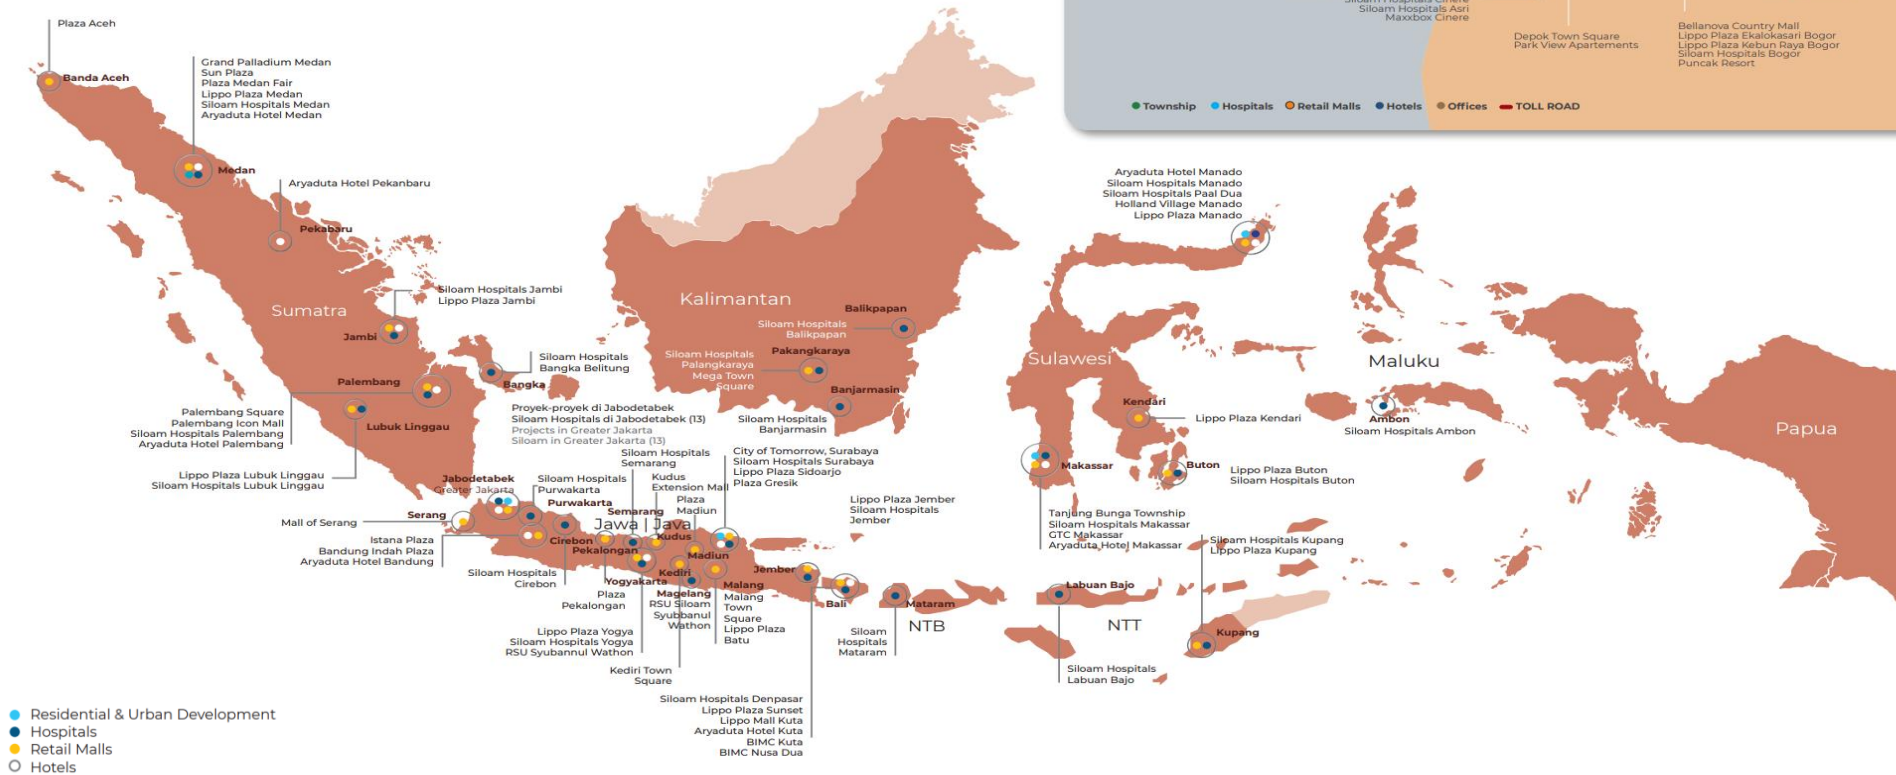 Plaza Aceh
Banda Aceh
Grand Palladium Medan
Sun Plaza
Plaza Medan Fair
Lippo Plaza Medan
Siloam Hospitals Medan
Aryaduta Hotel Medan
Medan
Aryaduta Hotel Pekanbaru
Pekabaru
Sumatra
Siloam Hospitals Jambi
Lippo Plaza Jambi
Jambi
Siloam Hospitals
Bangka Belitung
Bangka
Palembang
Palembang Square
Palembang Icon Mall
Siloam Hospitals Palembang
Aryaduta Hotel Palembang
Lubuk Linggau
Lippo Plaza Lubuk Linggau
Siloam Hospitals Lubuk Linggau
Proyek-proyek di Jabodetabek
Siloam Hospitals di Jabodetabek (13)
Projects in Greater Jakarta
Siloam in Greater Jakarta (13)
Jabodetabek
Greater Jakarta
Serang
Mall of Serang
Istana Plaza
Bandung Indah Plaza
Aryaduta Hotel Bandung
Siloam Hospitals
Purwakarta
Purwakarta
Cirebon
Siloam Hospitals
Cirebon
Jawa | Java
Siloam Hospitals
Semarang
Semarang
Kudus
Extension Mall
Kudus
Plaza
Madiun
Madiun
Pekalongan
Plaza
Pekalongan
Yogyakarta
Lippo Plaza Yogya
Siloam Hospitals Yogya
RSU Syubannul Wathon
Kediri
Kediri Town
Square
Magelang
RSU Siloam
Syubbanul
Wathon
Malang
Malang
Town
Square
Lippo Plaza
Batu
City of Tomorrow, Surabaya
Siloam Hospitals Surabaya
Lippo Plaza Sidoarjo
Plaza Gresik
Lippo Plaza Jember
Siloam Hospitals
Jember
Jember
Bali
Siloam Hospitals Denpasar
Lippo Plaza Sunset
Lippo Mall Kuta
Aryaduta Hotel Kuta
BIMC Kuta
BIMC Nusa Dua
Mataram
Siloam
Hospitals
Mataram
NTB
Kalimantan
Balikpapan
Siloam Hospitals
Balikpapan
Pakangkaraya
Siloam Hospitals
Palangkaraya
Mega Town
Square
Banjarmasin
Siloam Hospitals
Banjarmasin
Aryaduta Hotel Manado
Siloam Hospitals Manado
Siloam Hospitals Paal Dua
Holland Village Manado
Lippo Plaza Manado
Sulawesi
Kendari
Lippo Plaza Kendari
Makassar
Tanjung Bunga Township
Siloam Hospitals Makassar
GTC Makassar
Aryaduta Hotel Makassar
Buton
Lippo Plaza Buton
Siloam Hospitals Buton
Siloam Hospitals Kupang
Lippo Plaza Kupang
Kupang
Labuan Bajo
Siloam Hospitals
Labuan Bajo
NTT
Maluku
Ambon
Siloam Hospitals Ambon
Papua
Siloam Hospitals Cinere
Siloam Hospitals Asri
Maxxbox Cinere
Depok Town Square
Park View Apartements
Bellanova Country Mall
Lippo Plaza Ekalokasari Bogor
Lippo Plaza Kebun Raya Bogor
Siloam Hospitals Bogor
Puncak Resort
Township
Hospitals
Retail Malls
Hotels
Offices
TOLL ROAD
Residential & Urban Development
Hospitals
Retail Malls
Hotels